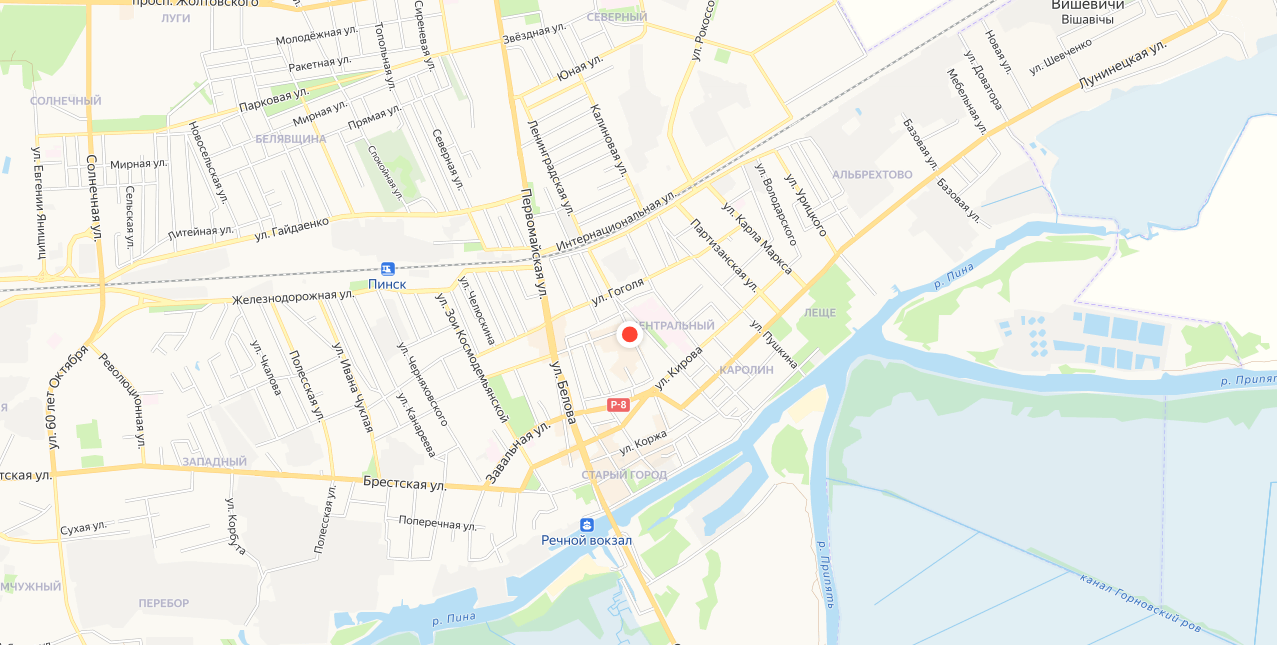 просп. Жолтовского
Вишевичи
Вішавічы
ЛУГИ
СЕВЕРНЫЙ
Сиреневая ул.
ул. Рокоссо
Молодёжная ул.
Топольная ул.
Звёздная ул.
Новая ул.
ул. Шевченко
Лунинецкая ул.
Ракетная ул.
Юная ул.
ул. Доватора
Мебельная ул.
СОЛНЕЧНЫЙ
Парковая ул.
Мирная ул.
Прямая ул.
Калиновая ул.
Новосельская ул.
БЕЛЯВЩИНА
Северная ул.
Ленинградская ул.
Базовая ул.
ул. Евгении Янищиц
Солнечная ул.
Мирная ул.
Спокойная ул.
АЛЬБРЕХТОВО
Базовая ул.
Сельская ул.
ул. Володарского
ул. Урицкого
Первомайская ул.
Интернациональная ул.
ул. Карла Маркса
Партизанская ул.
Литейная ул.
ул. Гайдаенко
Пинск
р. Пина
Железнодорожная ул.
ул. Челюскина
ул. Зои Космодемьянской
ул. Гоголя
ЛЕЩЕ
ЕНТРАЛЬНЫЙ
ул. Пушкина
ул. 60 лет Октября
Революционная ул.
ул. Чкалова
Полесская ул.
ул. Ивана Чуклая
ул. Черняховского
ул. Белова
ул. Кирова
КАРОЛИН
р. Припят
ул. Канареева
Р-8
Я
Завальная ул.
ул. Коржа
ЗАПАДНЫЙ
СТАРЫЙ ГОРОД
тская ул.
Брестская ул.
Сухая ул.
ул. Корбута
Полесская ул.
Поперечная ул.
Речной вокзал
р. Припять
канал Горновский ров
МЧУЖНЫЙ
ПЕРЕБОР
р. Пина